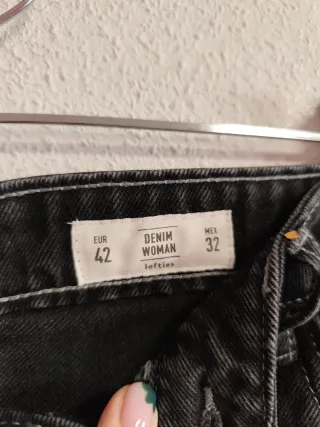 EUR
42
DENIM
WOMAN
lefties
MEX
32